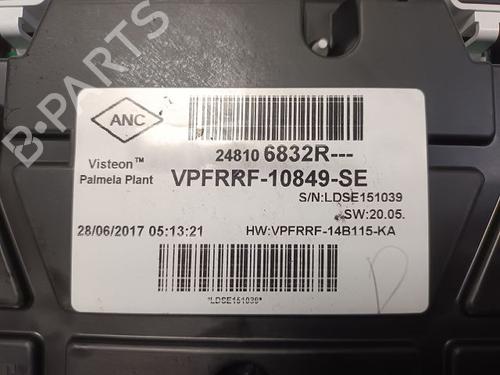 B-PARTS
ANC
Visteon™
Palmela Plant
24810 6832R---
VPFRRF-10849-SE
S/N:LDSE151039
SW:20.05.
28/06/2017 05:13:21
HW:VPFRRF-14B115-KA
*LDSE151039*